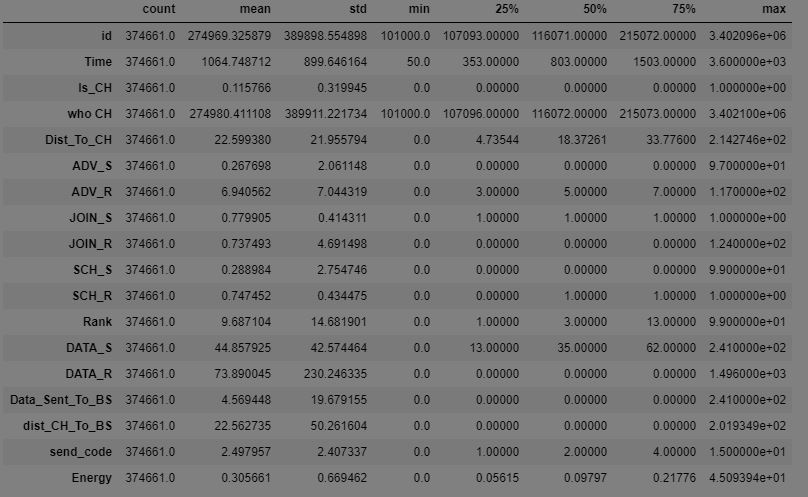 count mean std min 25% 50% 75% max
id 374661.0 274969.325879 389898.554898 101000.0 107093.00000 116071.00000 215072.00000 3.402096e+06
Time 374661.0 1064.748712 899.646164 50.0 353.00000 803.00000 1503.00000 3.600000e+03
Is_CH 374661.0 0.115766 0.319945 0.0 0.00000 0.00000 0.00000 1.000000e+00
who CH 374661.0 274980.411108 389911.221734 101000.0 107096.00000 116072.00000 215073.00000 3.402100e+06
Dist_To_CH 374661.0 22.599380 21.955794 0.0 4.73544 18.37261 33.77600 2.142746e+02
ADV_S 374661.0 0.267698 2.061148 0.0 0.00000 0.00000 0.00000 9.700000e+01
ADV_R 374661.0 6.940562 7.044319 0.0 3.00000 5.00000 7.00000 1.170000e+02
JOIN_S 374661.0 0.779905 0.414311 0.0 1.00000 1.00000 1.00000 1.000000e+00
JOIN_R 374661.0 0.737493 4.691498 0.0 0.00000 0.00000 0.00000 1.240000e+02
SCH_S 374661.0 0.288984 2.754746 0.0 0.00000 0.00000 0.00000 9.900000e+01
SCH_R 374661.0 0.747452 0.434475 0.0 0.00000 1.00000 1.00000 1.000000e+00
Rank 374661.0 9.687104 14.681901 0.0 1.00000 3.00000 13.00000 9.900000e+01
DATA_S 374661.0 44.857925 42.574464 0.0 13.00000 35.00000 62.00000 2.410000e+02
DATA_R 374661.0 73.890045 230.246335 0.0 0.00000 0.00000 0.00000 1.496000e+03
Data_Sent_To_BS 374661.0 4.569448 19.679155 0.0 0.00000 0.00000 0.00000 2.410000e+02
dist_CH_To_BS 374661.0 22.562735 50.261604 0.0 0.00000 0.00000 0.00000 2.019349e+02
send_code 374661.0 2.497957 2.407337 0.0 1.00000 2.00000 4.00000 1.500000e+01
Energy 374661.0 0.305661 0.669462 0.0 0.05615 0.09797 0.21776 4.509394e+01